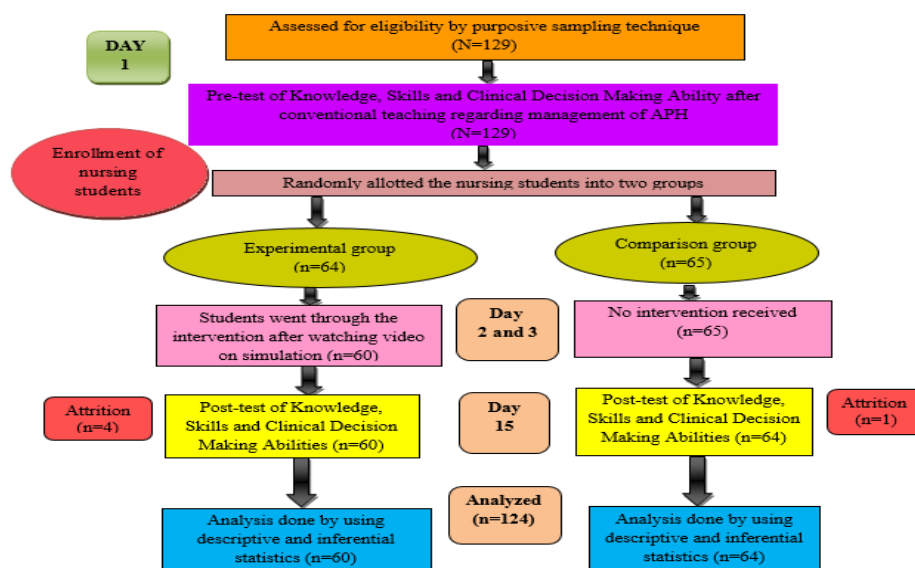 Assessed for eligibility by purposive sampling technique
(N=129)
DAY
1
Pre-test of Knowledge, Skills and Clinical Decision Making Ability after
conventional teaching regarding management of APH
(N=129)
Enrollment of
nursing
students
Randomly allotted the nursing students into two groups
Experimental group
(n=64)
Comparison group
(n=65)
Students went through the
intervention after watching video
on simulation (n=60)
Day
2 and 3
No intervention received
(n=65)
Attrition
(n=4)
Post-test of Knowledge,
Skills and Clinical Decision
Making Abilities (n=60)
Day
15
Post-test of Knowledge,
Skills and Clinical Decision
Making Abilities (n=64)
Attrition
(n=1)
Analyzed
(n=124)
Analysis done by using
descriptive and inferential
statistics (n=60)
Analysis done by using
descriptive and inferential
statistics (n=64)